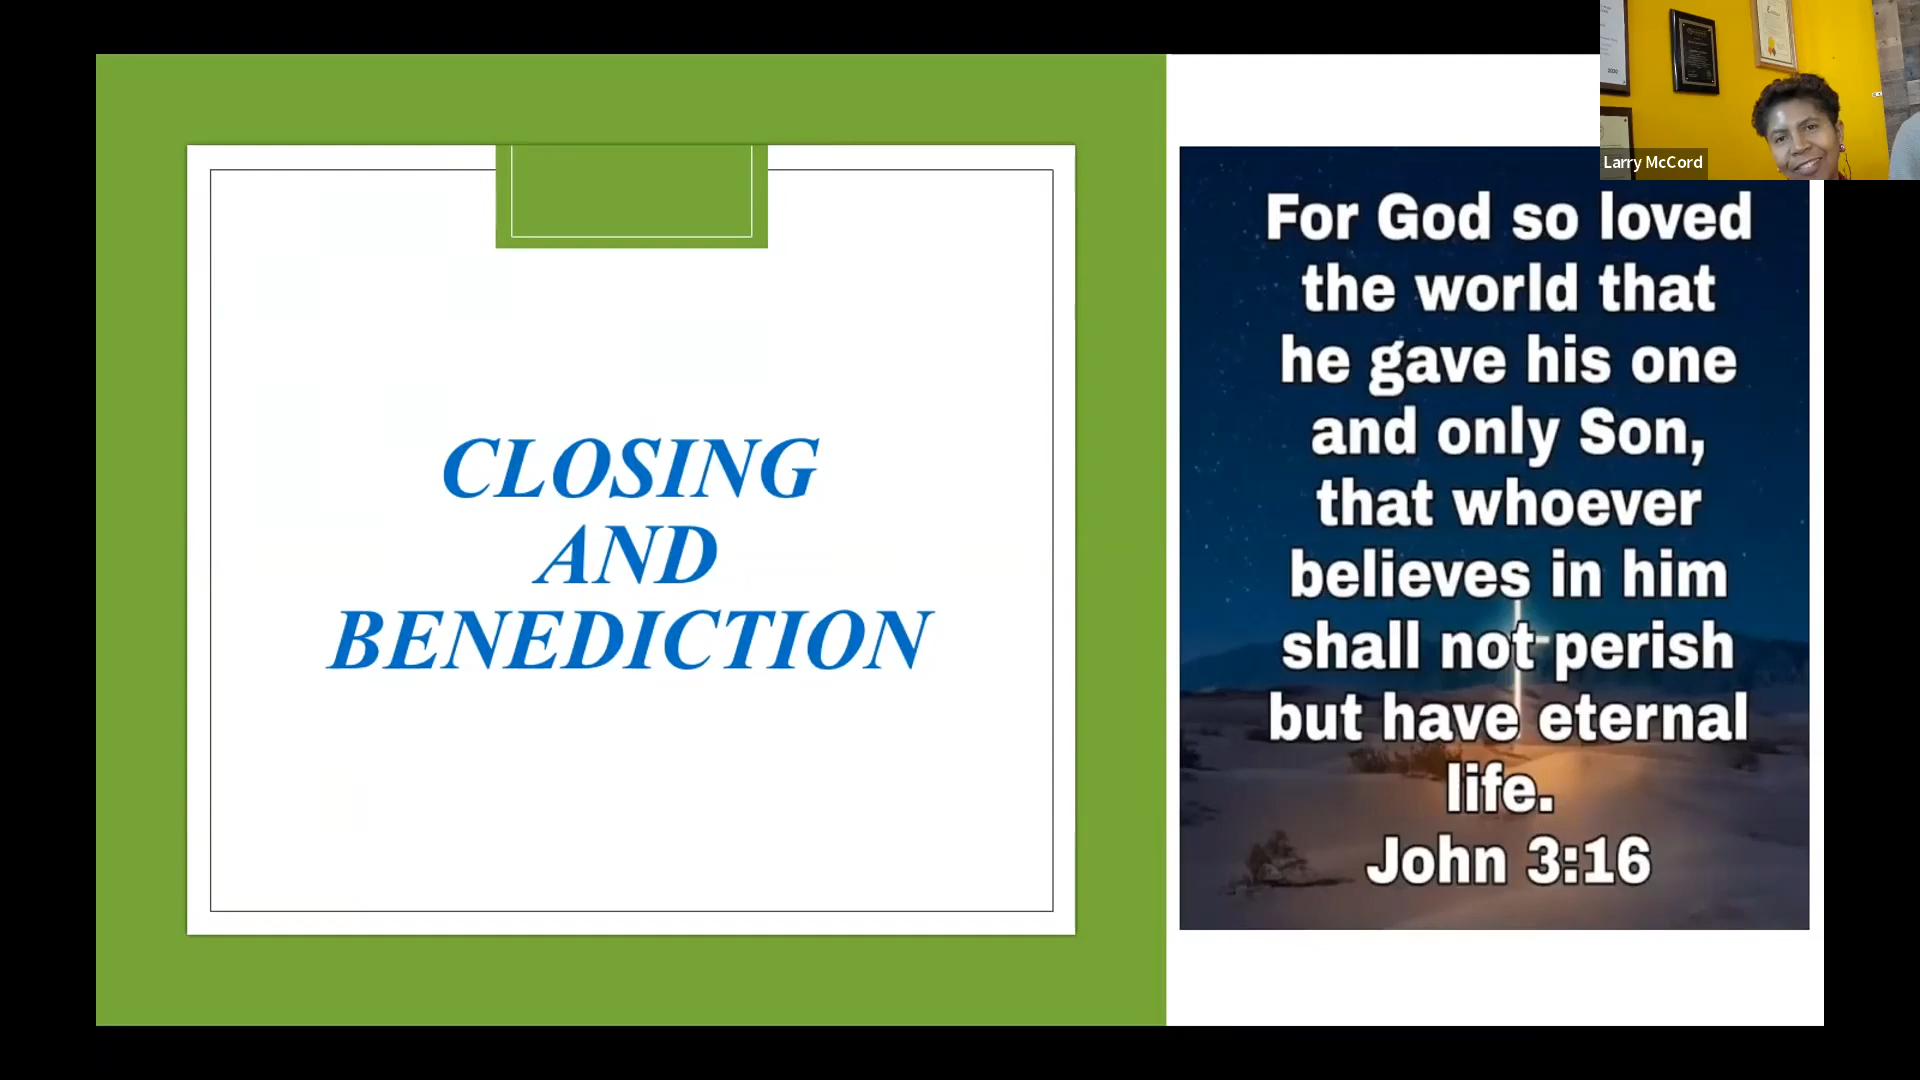 CLOSING
AND
BENEDICTION
For God so loved
the world that
he gave his one
and only Son,
that whoever
believes in him
shall not perish
but have eternal
life.
John 3:16
Larry McCord
2020